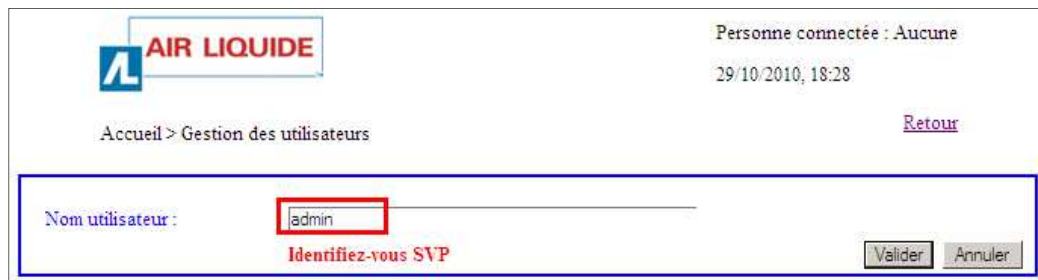 AIR LIQUIDE
Personne connectée : Aucune
29/10/2010, 18:28
Retour
Accueil > Gestion des utilisateurs
Nom utilisateur :
admin
Identifiez-vous SVP
Valider
Annuler